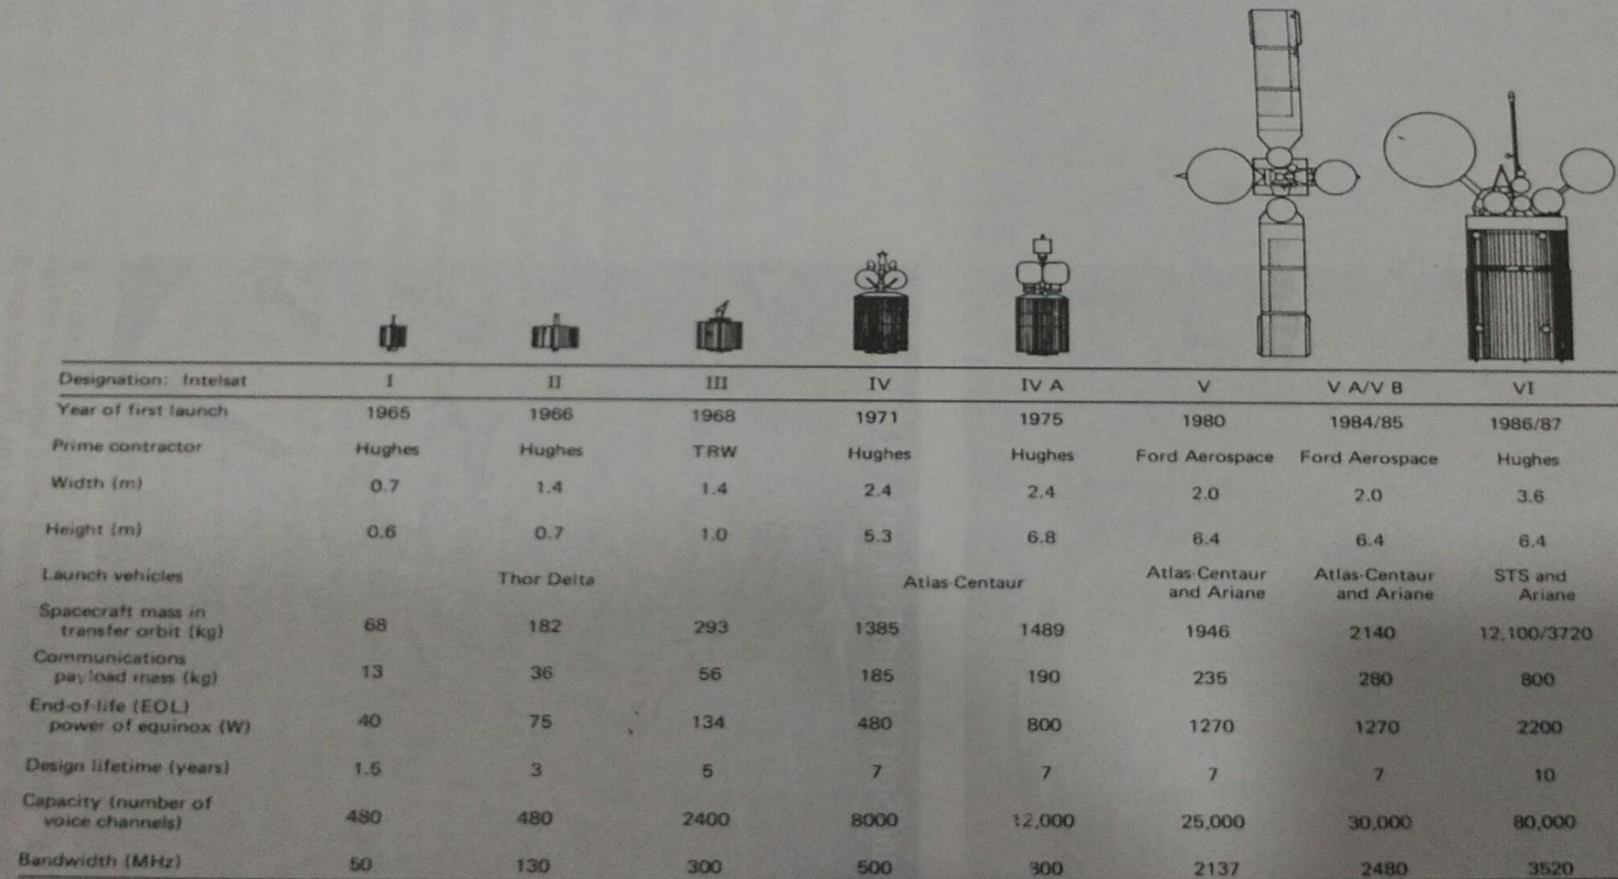 Designation: Intelsat I II III IV IV A V V A/V B VI
Year of first launch 1965 1966 1968 1971 1975 1980 1984/85 1986/87
Prime contractor Hughes Hughes TRW Hughes Hughes Ford Aerospace Ford Aerospace Hughes
Width (m) 0.7 1.4 1.4 2.4 2.4 2.0 2.0 3.6
Height (m) 0.6 0.7 1.0 5.3 6.8 6.4 6.4 6.4
Launch vehicles Thor Delta Atlas-Centaur Atlas-Centaur Atlas-Centaur STS and
and Ariane and Ariane Ariane
Spacecraft mass in
transfer orbit (kg) 68 182 293 1385 1489 1946 2140 12,100/3720
Communications
payload mass (kg) 13 36 56 185 190 235 280 800
End-of-life (EOL)
power of equinox (W) 40 75 134 480 800 1270 1270 2200
Design lifetime (years) 1.5 3 5 7 7 7 7 10
Capacity (number of
voice channels) 480 480 2400 8000 12,000 25,000 30,000 80,000
Bandwidth (MHz) 50 130 300 500 2137 2480 3520